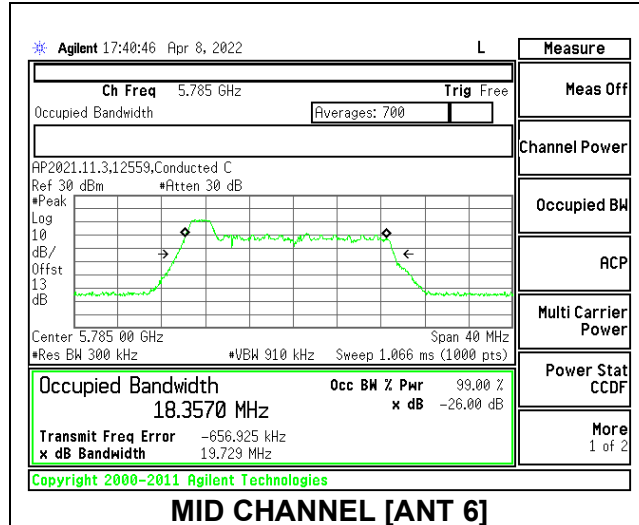 Agilent 17:40:46 Apr 8, 2022 L
Measure
Ch Freq 5.785 GHz Trig Free
Meas Off
Occupied Bandwidth Averages: 700
Channel Power
AP2021.11.3,12559,Conducted C
Ref 30 dBm #Atten 30 dB
#Peak
Log
10
dB/
Offst
13
dB
Occupied BW
ACP
Multi Carrier
Power
Center 5.785 00 GHz Span 40 MHz
#Res BW 300 kHz #VBW 910 kHz Sweep 1.066 ms (1000 pts)
Power Stat
CCDF
Occupied Bandwidth Occ BW % Pwr 99.00 %
18.3570 MHz x dB -26.00 dB
More
1 of 2
Transmit Freq Error -656.925 kHz
x dB Bandwidth 19.729 MHz
Copyright 2000-2011 Agilent Technologies
MID CHANNEL [ANT 6]